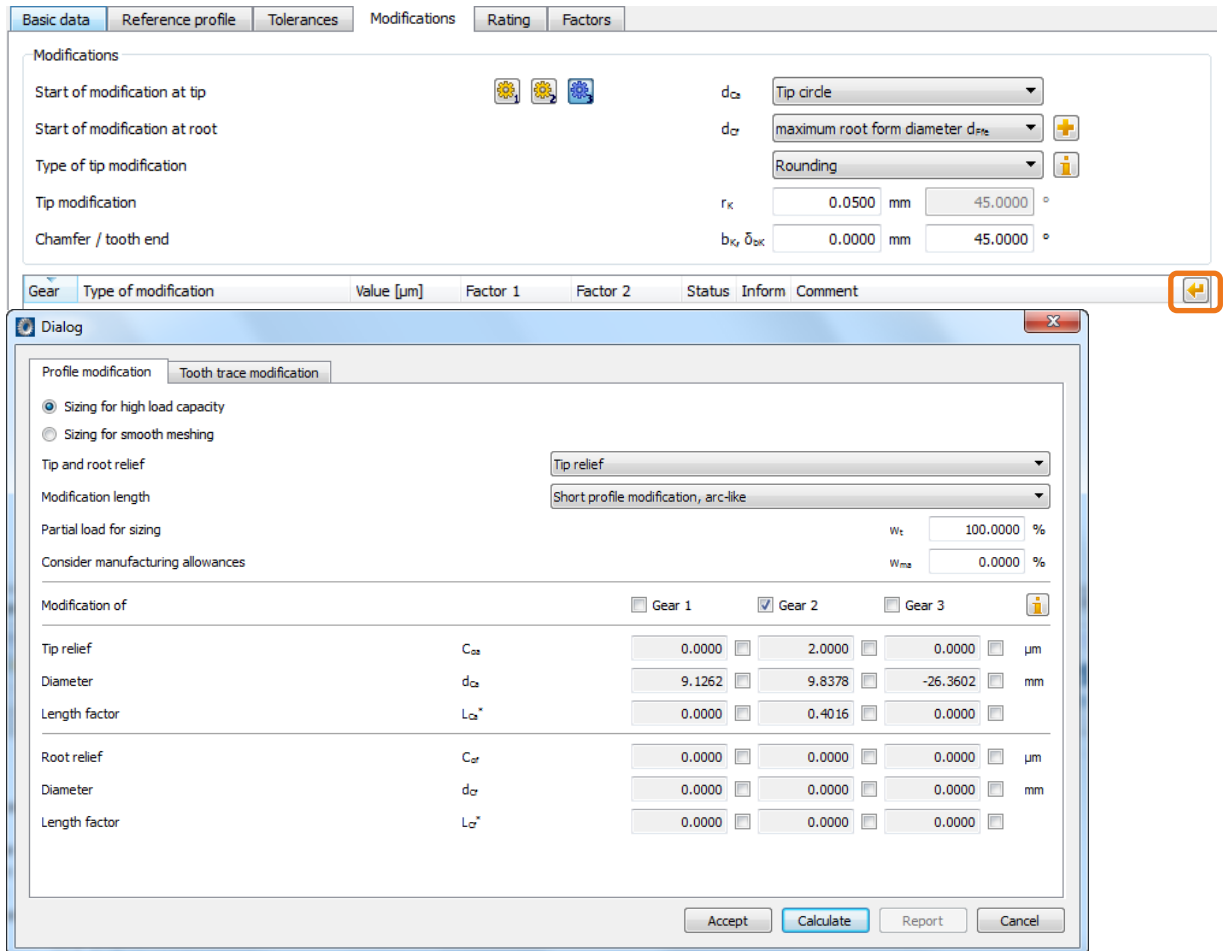 Basic data Reference profile Tolerances Modifications Rating Factors
Modifications
Start of modification at tip 1 2 3 dCa Tip circle
Start of modification at root dCf maximum root form diameter dFfe
Type of tip modification Rounding
Tip modification rK 0.0500 mm 45.0000 °
Chamfer / tooth end bK, δbK 0.0000 mm 45.0000 °
Gear Type of modification Value [µm] Factor 1 Factor 2 Status Inform Comment
Dialog
Profile modification Tooth trace modification
Sizing for high load capacity
Sizing for smooth meshing
Tip and root relief Tip relief
Modification length Short profile modification, arc-like
Partial load for sizing wt 100.0000 %
Consider manufacturing allowances wma 0.0000 %
Modification of Gear 1 Gear 2 Gear 3
Tip relief Cαa 0.0000 2.0000 0.0000 µm
Diameter dCa 9.1262 9.8378 -26.3602 mm
Length factor LCa* 0.0000 0.4016 0.0000
Root relief Cαf 0.0000 0.0000 0.0000 µm
Diameter dCf 0.0000 0.0000 0.0000 mm
Length factor LCf* 0.0000 0.0000 0.0000
Accept Calculate Report Cancel